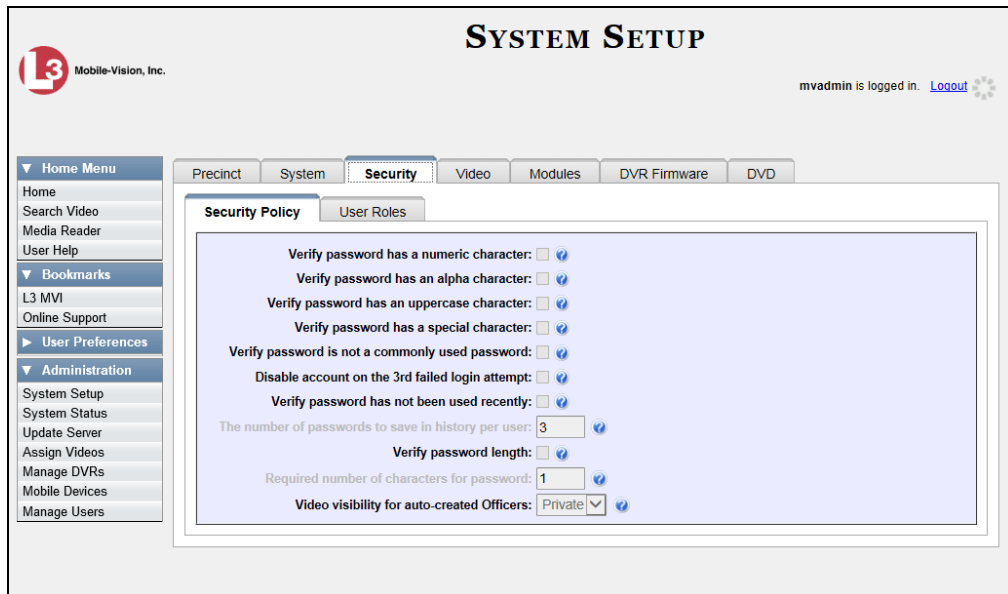 SYSTEM SETUP
L3 Mobile-Vision, Inc.
mvadmin is logged in. Logout
▼ Home Menu
Home
Search Video
Media Reader
User Help
▼ Bookmarks
L3 MVI
Online Support
▶ User Preferences
▼ Administration
System Setup
System Status
Update Server
Assign Videos
Manage DVRs
Mobile Devices
Manage Users
Precinct System Security Video Modules DVR Firmware DVD
Security Policy User Roles
Verify password has a numeric character: ?
Verify password has an alpha character: ?
Verify password has an uppercase character: ?
Verify password has a special character: ?
Verify password is not a commonly used password: ?
Disable account on the 3rd failed login attempt: ?
Verify password has not been used recently: ?
The number of passwords to save in history per user: 3 ?
Verify password length: ?
Required number of characters for password: 1 ?
Video visibility for auto-created Officers: Private ?